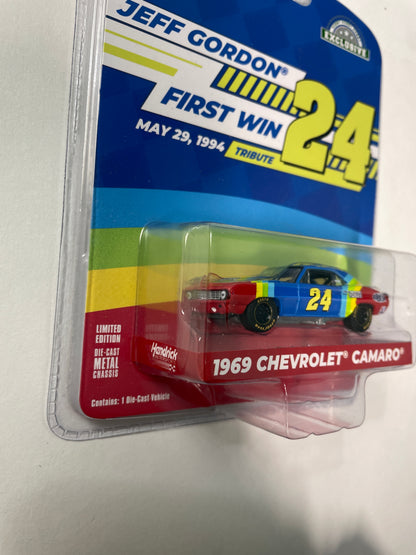 JEFF GORDON®
EXCLUSIVE
FIRST WIN
24
MAY 29, 1994
TRIBUTE
24
LIMITED
EDITION
DIE-CAST
METAL
CHASSIS
Hendrick
1969 CHEVROLET® CAMARO®
Contains: 1 Die-Cast Vehicle